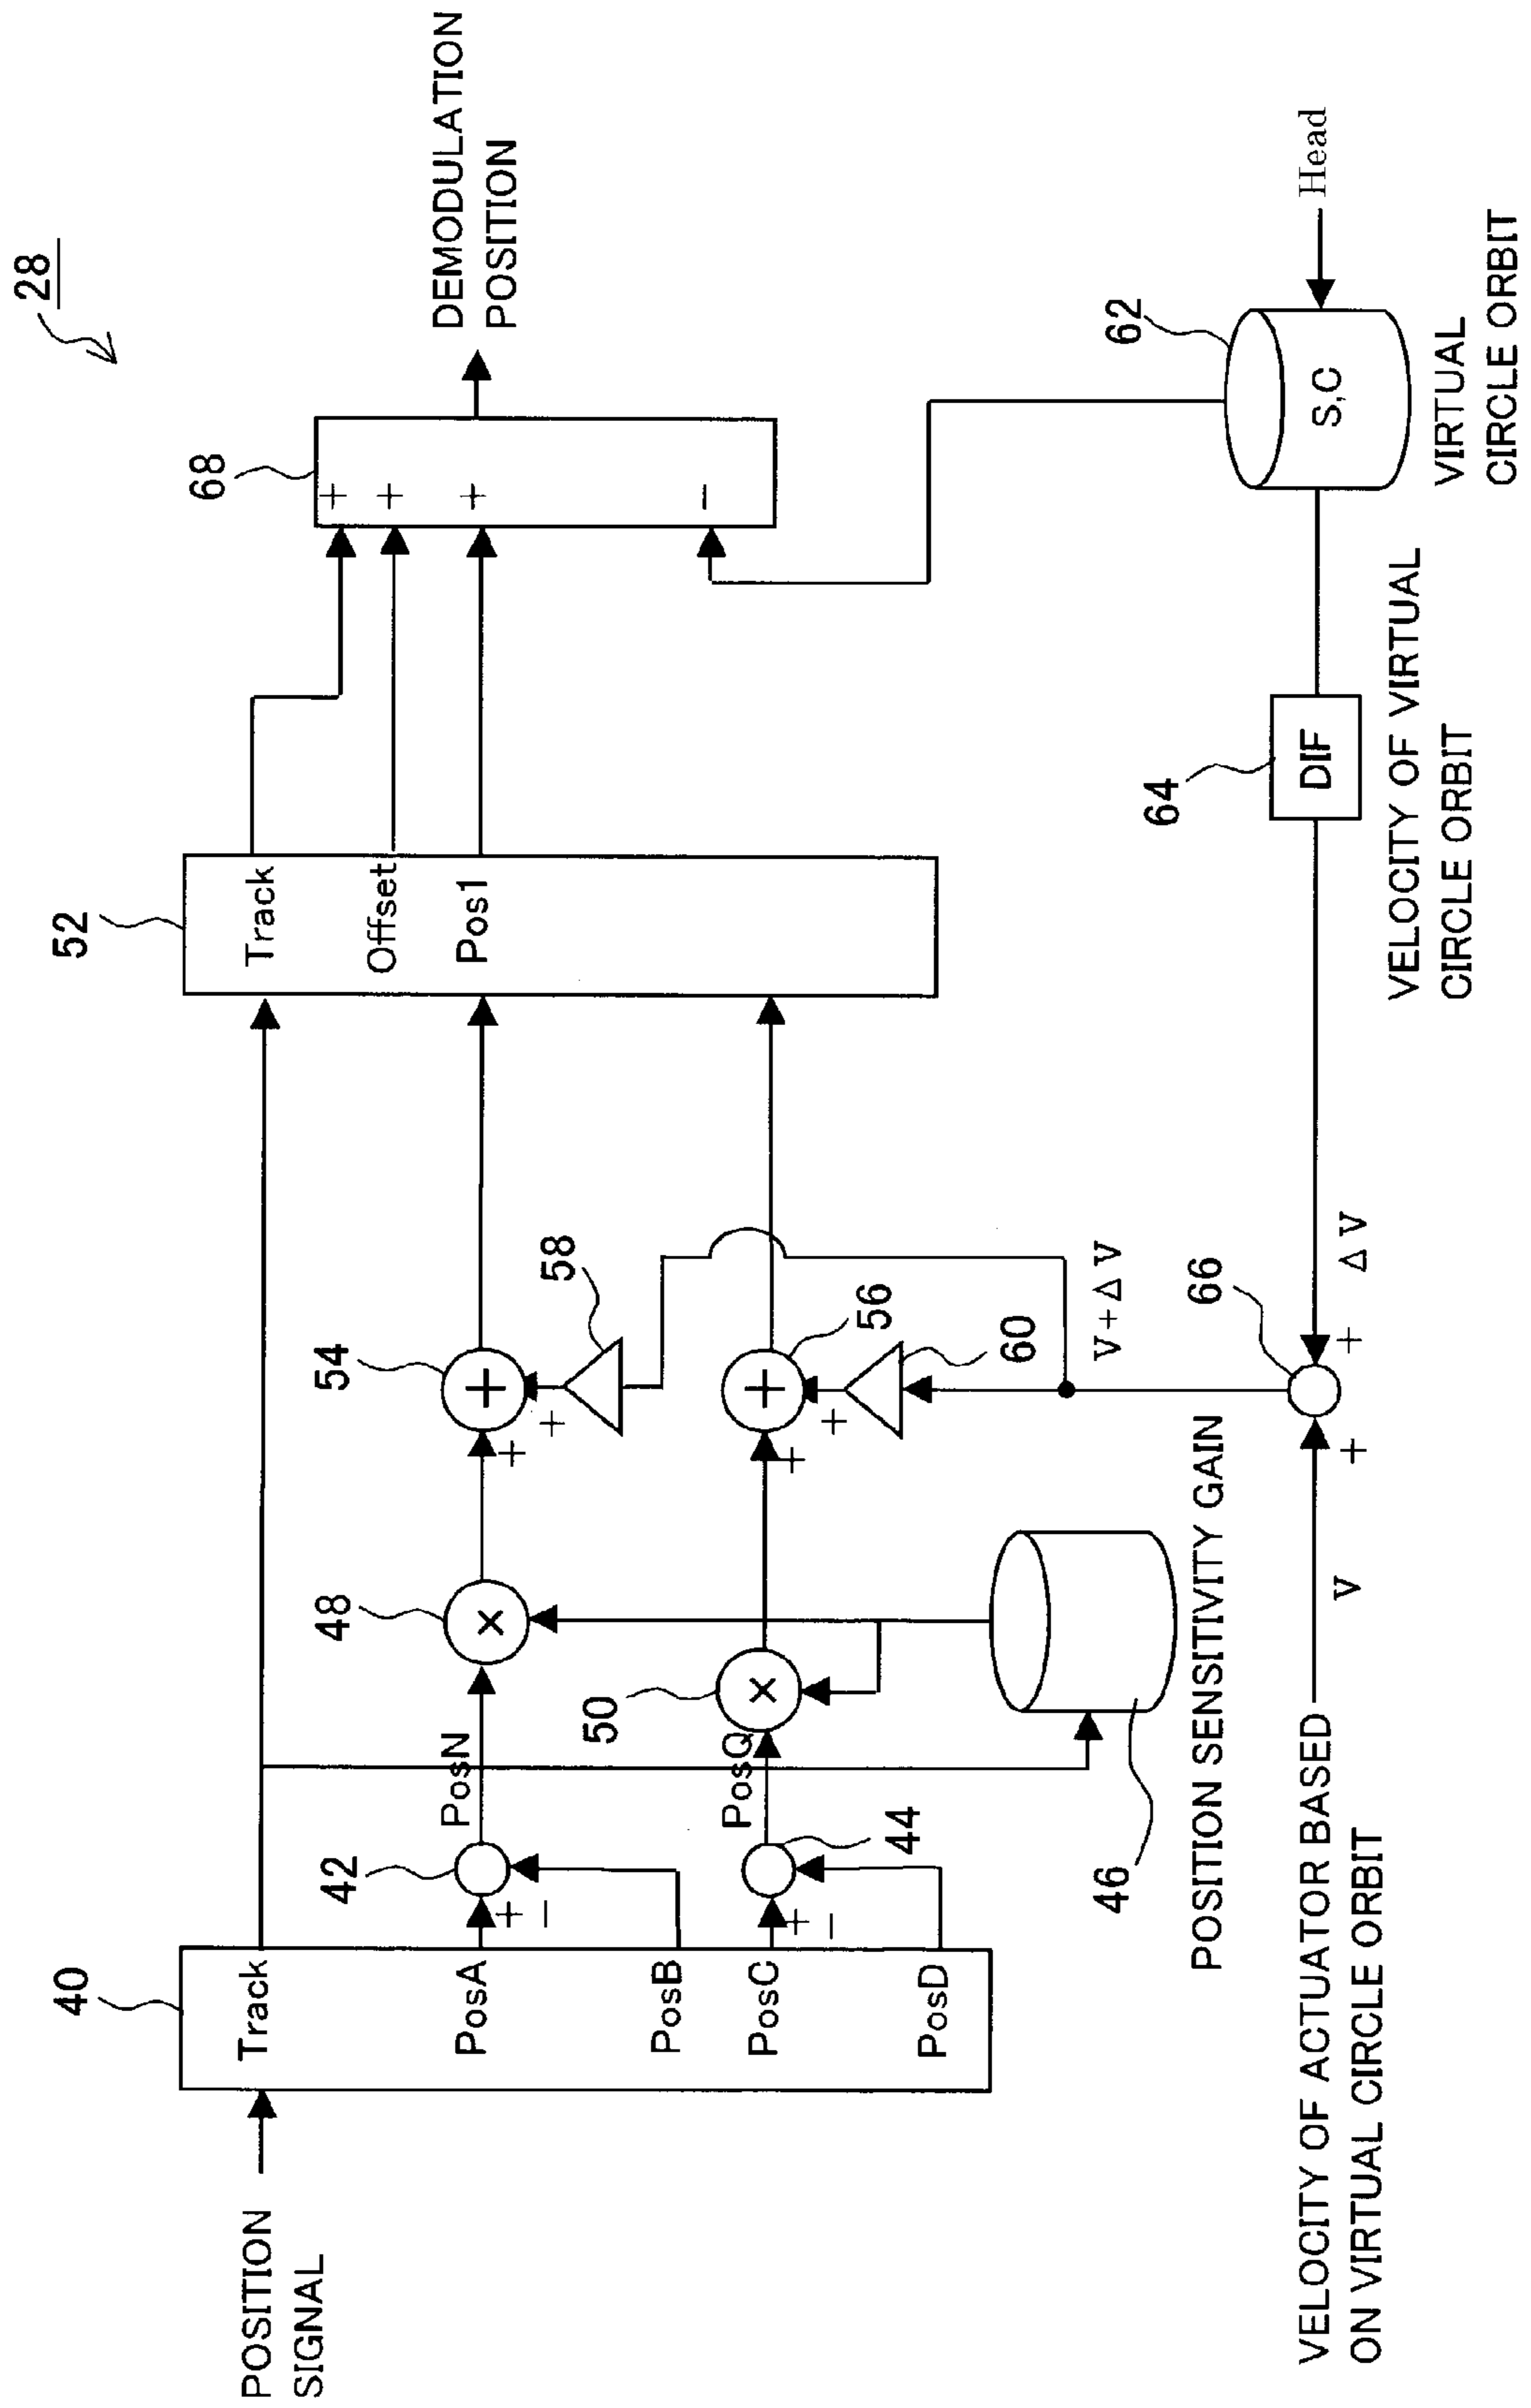 28
POSITION
SIGNAL
40
Track
PosA
PosB
PosC
PosD
42
+
−
PosN
44
+
−
PosQ
46
POSITION SENSITIVITY GAIN
48
×
50
×
54
+
+
+
58
56
+
+
+
60
V+ΔV
52
Track
Offset
Pos1
68
+
+
+
−
DEMODULATION
POSITION
VELOCITY OF ACTUATOR BASED
ON VIRTUAL CIRCLE ORBIT
V
66
+
+
ΔV
64
DIF
VELOCITY OF VIRTUAL
CIRCLE ORBIT
62
S,C
VIRTUAL
CIRCLE ORBIT
Head